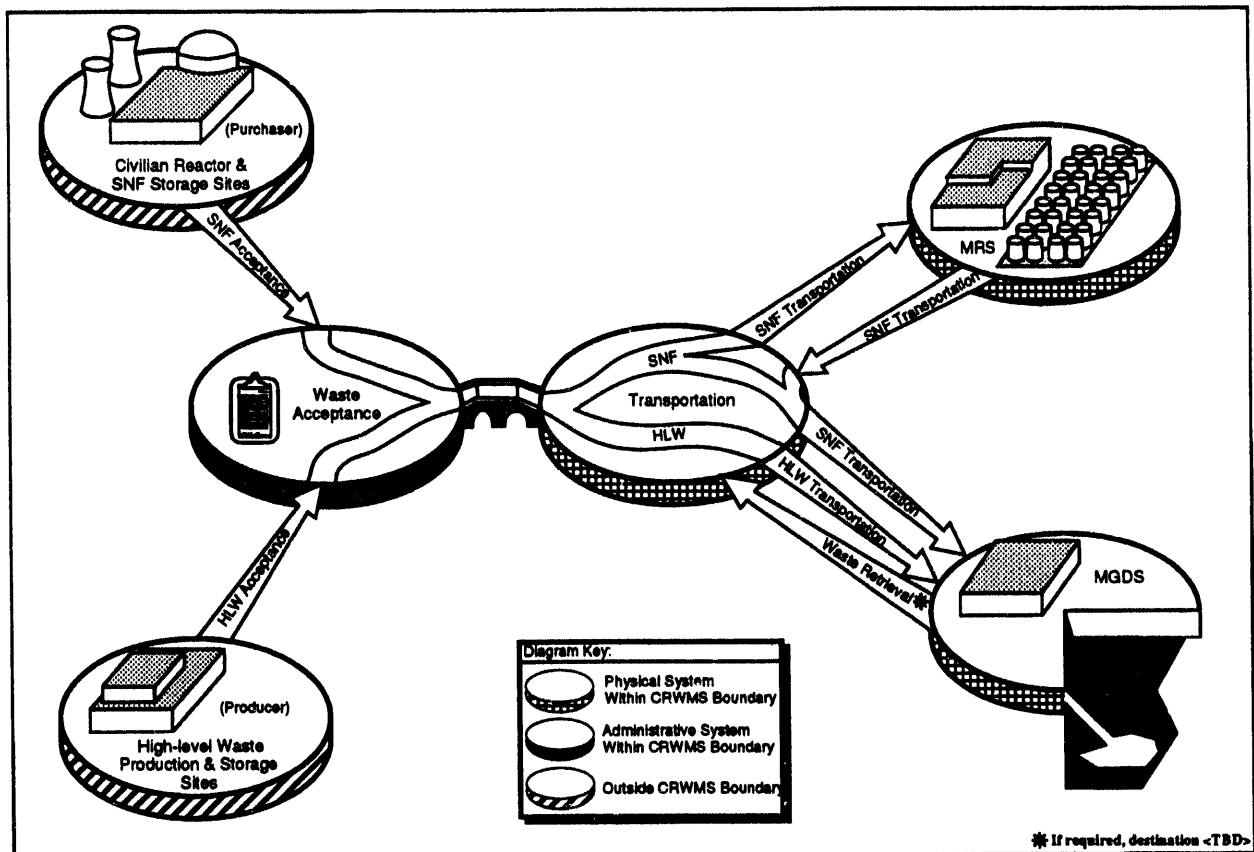 (Purchaser)
Civilian Reactor &
SNF Storage Sites
SNF Acceptance
MRS
SNF Transportation
SNF Transportation
Waste
Acceptance
SNF
Transportation
HLW
SNF Transportation
HLW Transportation
Waste Retrieval✱
MGDS
HLW Acceptance
(Producer)
High-level Waste
Production & Storage
Sites
Diagram Key:
Physical System
Within CRWMS Boundary
Administrative System
Within CRWMS Boundary
Outside CRWMS Boundary
✱ If required, destination <TBD>